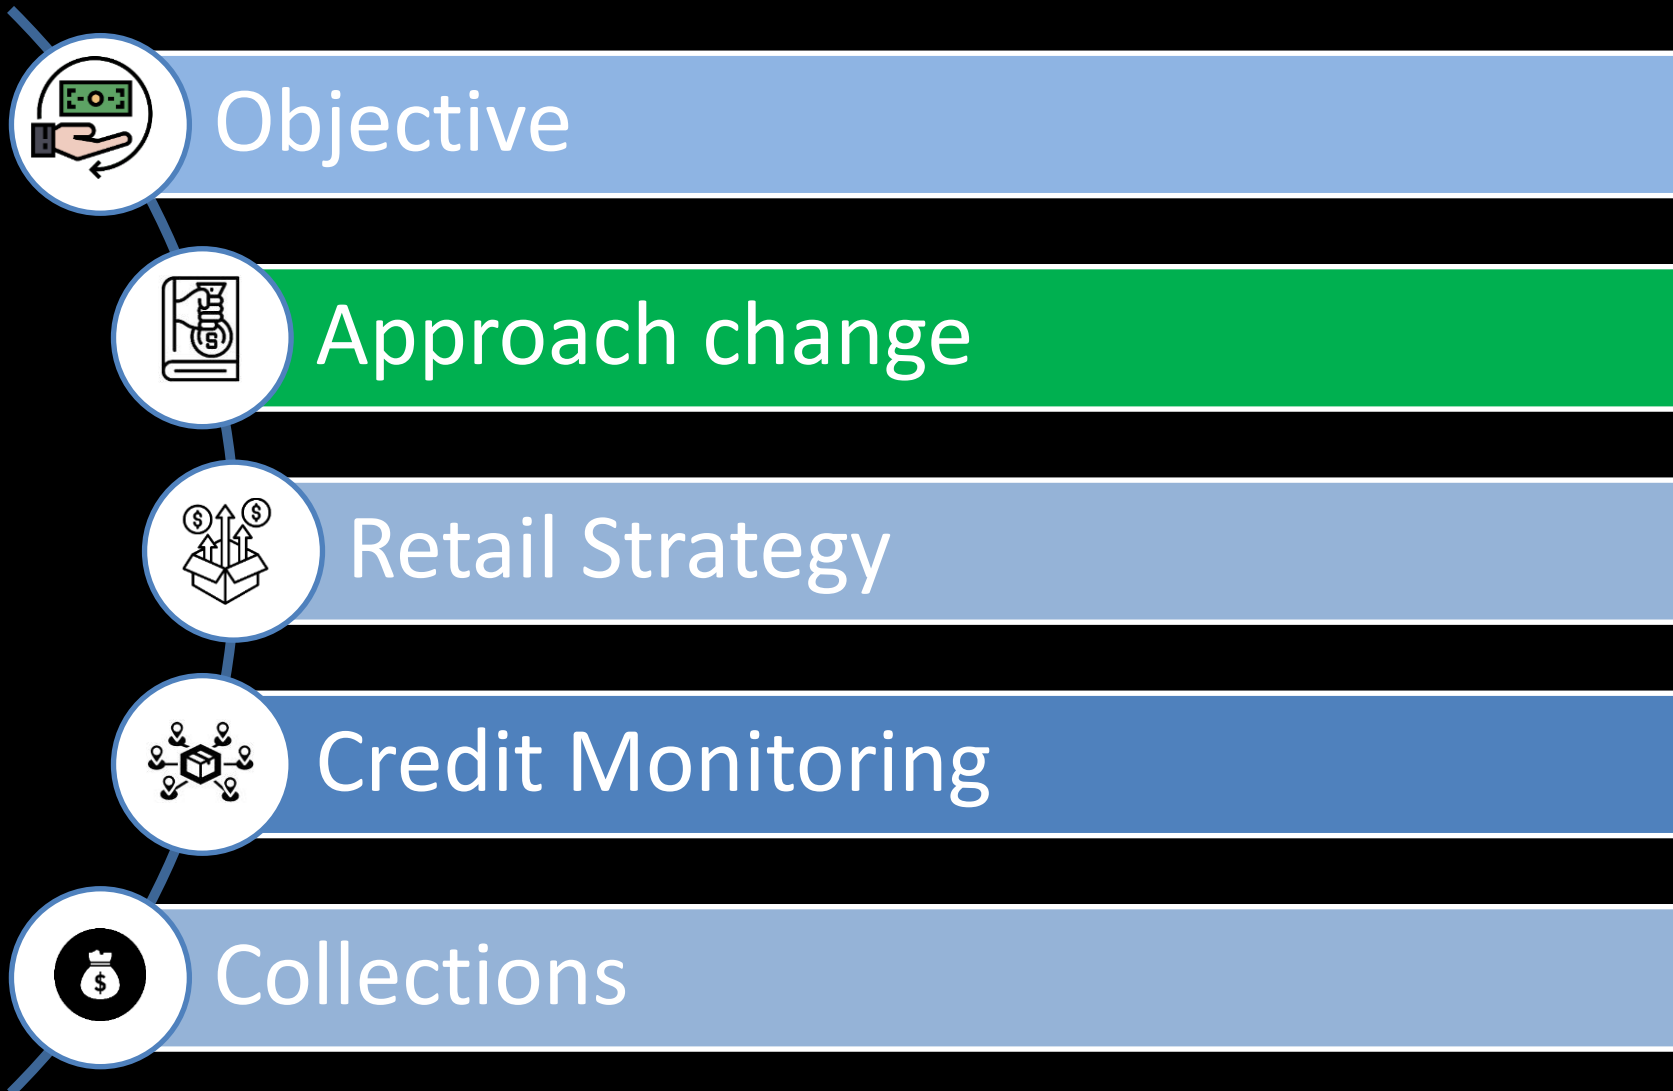 Objective
Approach change
Retail Strategy
Credit Monitoring
Collections